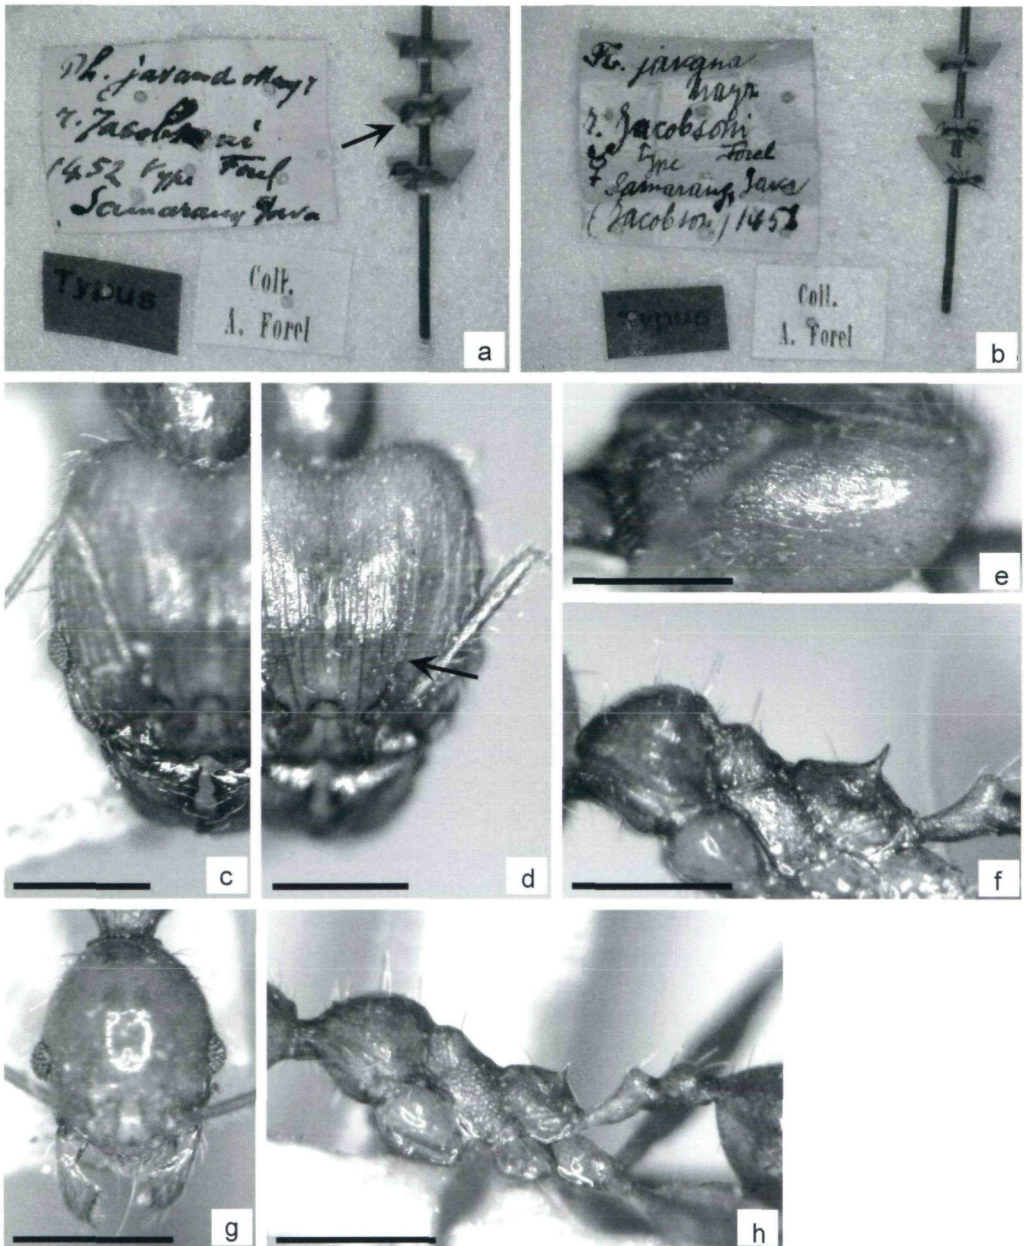 Ph. javana Mayr
r. Jacobsoni
1452 Type Forel
Samarang Java
Typus
Coll.
A. Forel
a
Ph. javana
Mayr
r. Jacobsoni
Type Forel
Samarang, Java
(Jacobson) 1452
Typus
Coll.
A. Forel
b
c
d
e
f
g
h